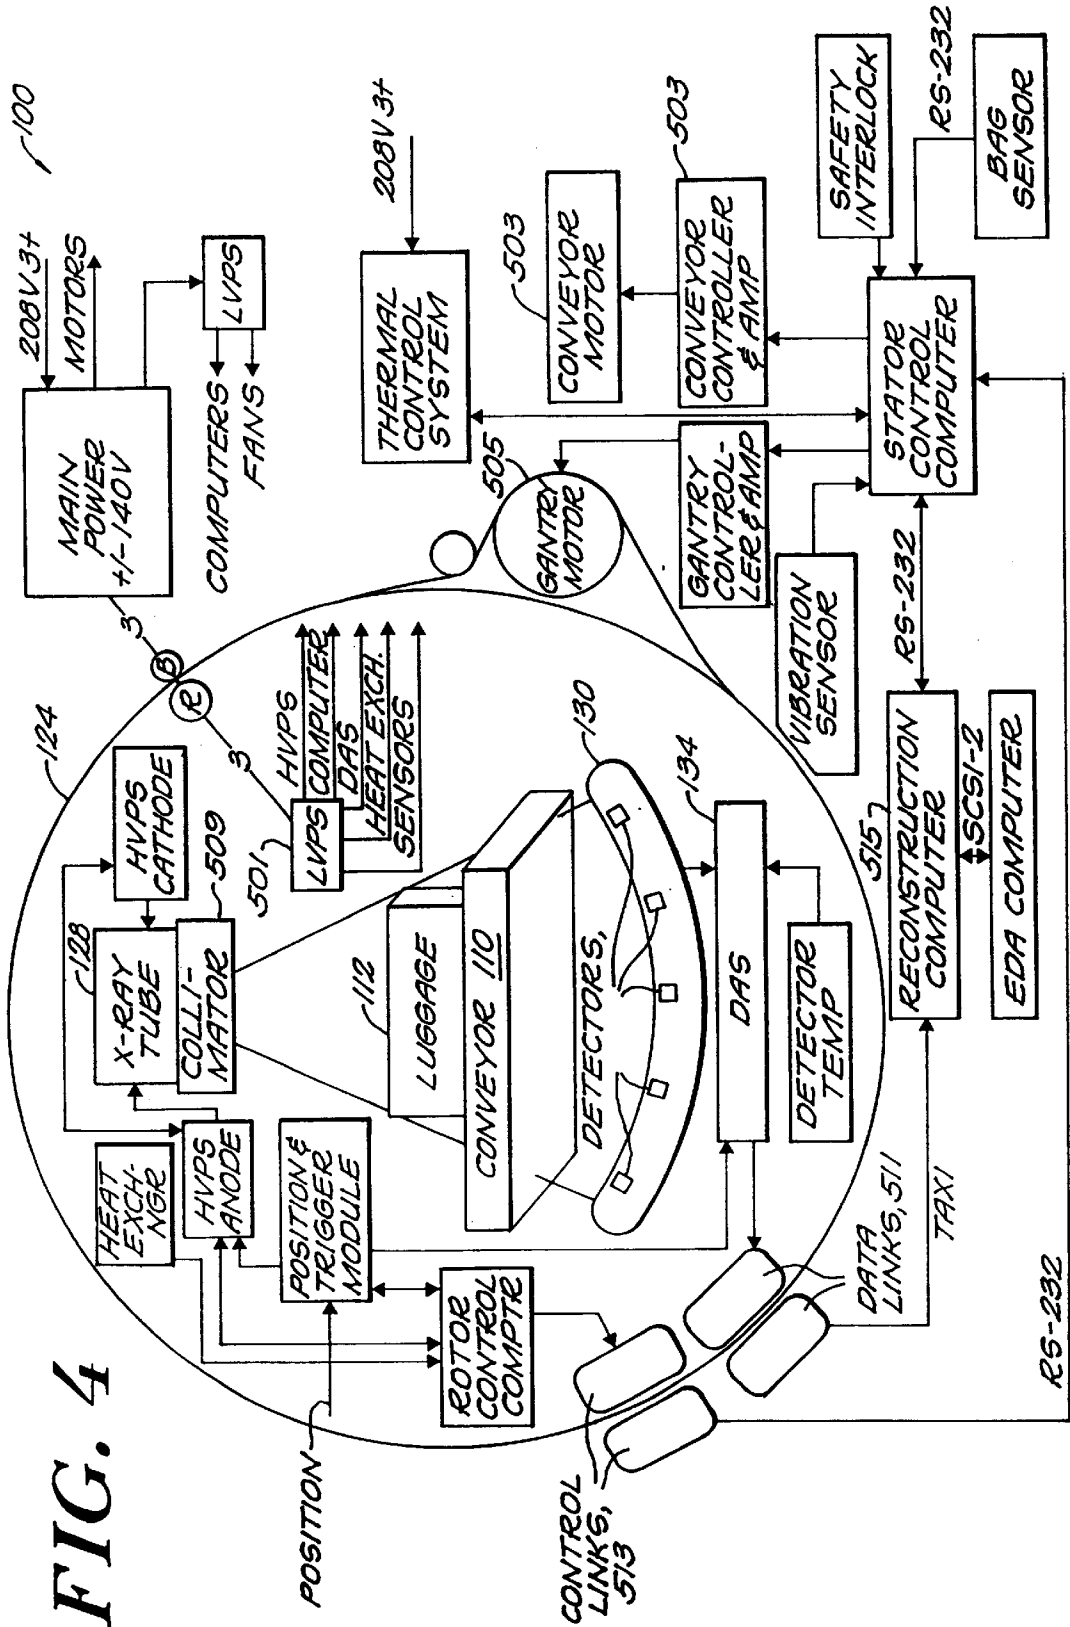 FIG. 4
100
208V 3+
MOTORS
MAIN
POWER
+/-140V
LVPS
COMPUTERS
FANS
3
B
R
3
124
HVPS
CATHODE
128
X-RAY
TUBE
509
COLLI-
MATOR
HEAT
EXCH-
NGR
HVPS
ANODE
501
LVPS
HVPS
COMPUTER
DAS
HEAT EXCH.
SENSORS
POSITION
POSITION &
TRIGGER
MODULE
112
LUGGAGE
CONVEYOR 110
DETECTORS,
130
ROTOR
CONTROL
COMPTR
134
DAS
DETECTOR
TEMP
CONTROL
LINKS,
513
DATA
LINKS, 511
TAXI
RS-232
208V 3+
THERMAL
CONTROL
SYSTEM
505
GANTRY
MOTOR
503
CONVEYOR
MOTOR
503
CONVEYOR
CONTROLLER
& AMP
GANTRY
CONTROL-
LER & AMP
VIBRATION
SENSOR
SAFETY
INTERLOCK
STATOR
CONTROL
COMPUTER
RS-232
BAG
SENSOR
RS-232
515
RECONSTRUCTION
COMPUTER
SCSI-2
EDA COMPUTER